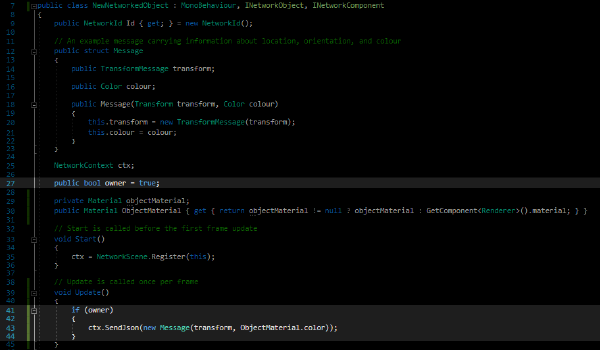 7 public class NewNetworkedObject : MonoBehaviour, INetworkObject, INetworkComponent
8 {
9 public NetworkId Id { get; } = new NetworkId();
10
11 // An example message carrying information about location, orientation, and colour
12 public struct Message
13 {
14 public TransformMessage transform;
15
16 public Color colour;
17
18 public Message(Transform transform, Color colour)
19 {
20 this.transform = new TransformMessage(transform);
21 this.colour = colour;
22 }
23 }
24
25 NetworkContext ctx;
26
27 public bool owner = true;
28
29 private Material objectMaterial;
30 public Material ObjectMaterial { get { return objectMaterial != null ? objectMaterial : GetComponent<Renderer>().material; } }
31
32 // Start is called before the first frame update
33 void Start()
34 {
35 ctx = NetworkScene.Register(this);
36 }
37
38 // Update is called once per frame
39 void Update()
40 {
41 if (owner)
42 {
43 ctx.SendJson(new Message(transform, ObjectMaterial.color));
44 }
45 }